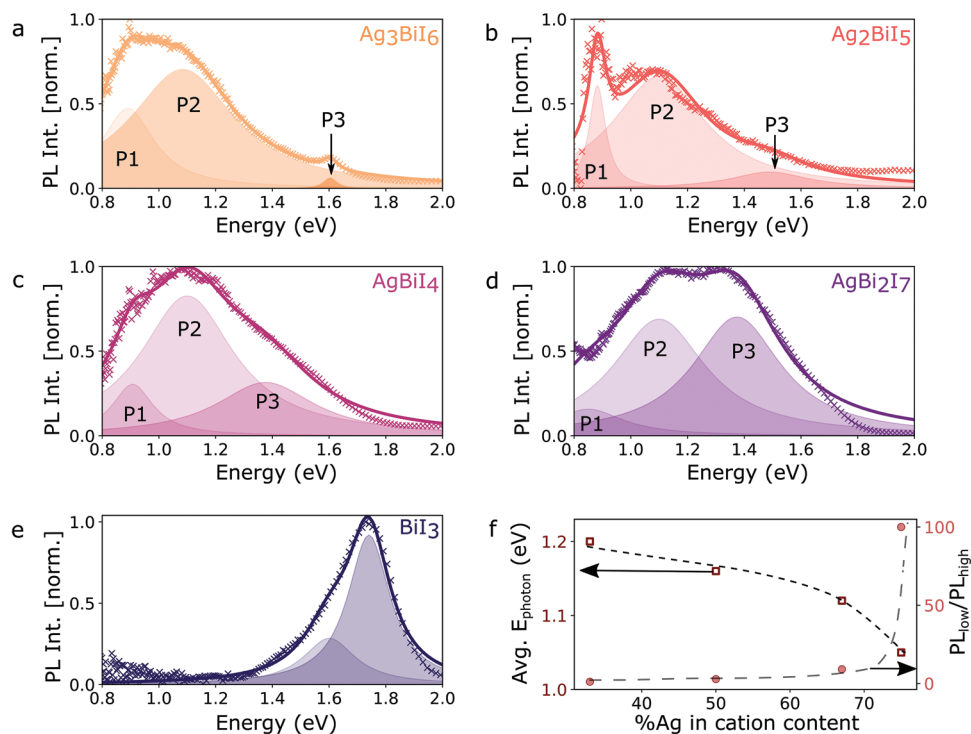 a
Ag₃BiI₆
PL Int. [norm.]
1.0
0.5
0.0
P1
P2
P3
0.8 1.0 1.2 1.4 1.6 1.8 2.0
Energy (eV)
b
Ag₂BiI₅
PL Int. [norm.]
1.0
0.5
0.0
P1
P2
P3
0.8 1.0 1.2 1.4 1.6 1.8 2.0
Energy (eV)
c
AgBiI₄
PL Int. [norm.]
1.0
0.5
0.0
P1
P2
P3
0.8 1.0 1.2 1.4 1.6 1.8 2.0
Energy (eV)
d
AgBi₂I₇
PL Int. [norm.]
1.0
0.5
0.0
P1
P2
P3
0.8 1.0 1.2 1.4 1.6 1.8 2.0
Energy (eV)
e
BiI₃
PL Int. [norm.]
1.0
0.5
0.0
0.8 1.0 1.2 1.4 1.6 1.8 2.0
Energy (eV)
f
Avg. E_photon (eV)
1.2
1.1
1.0
PL_low/PL_high
100
50
0
40 50 60 70
%Ag in cation content